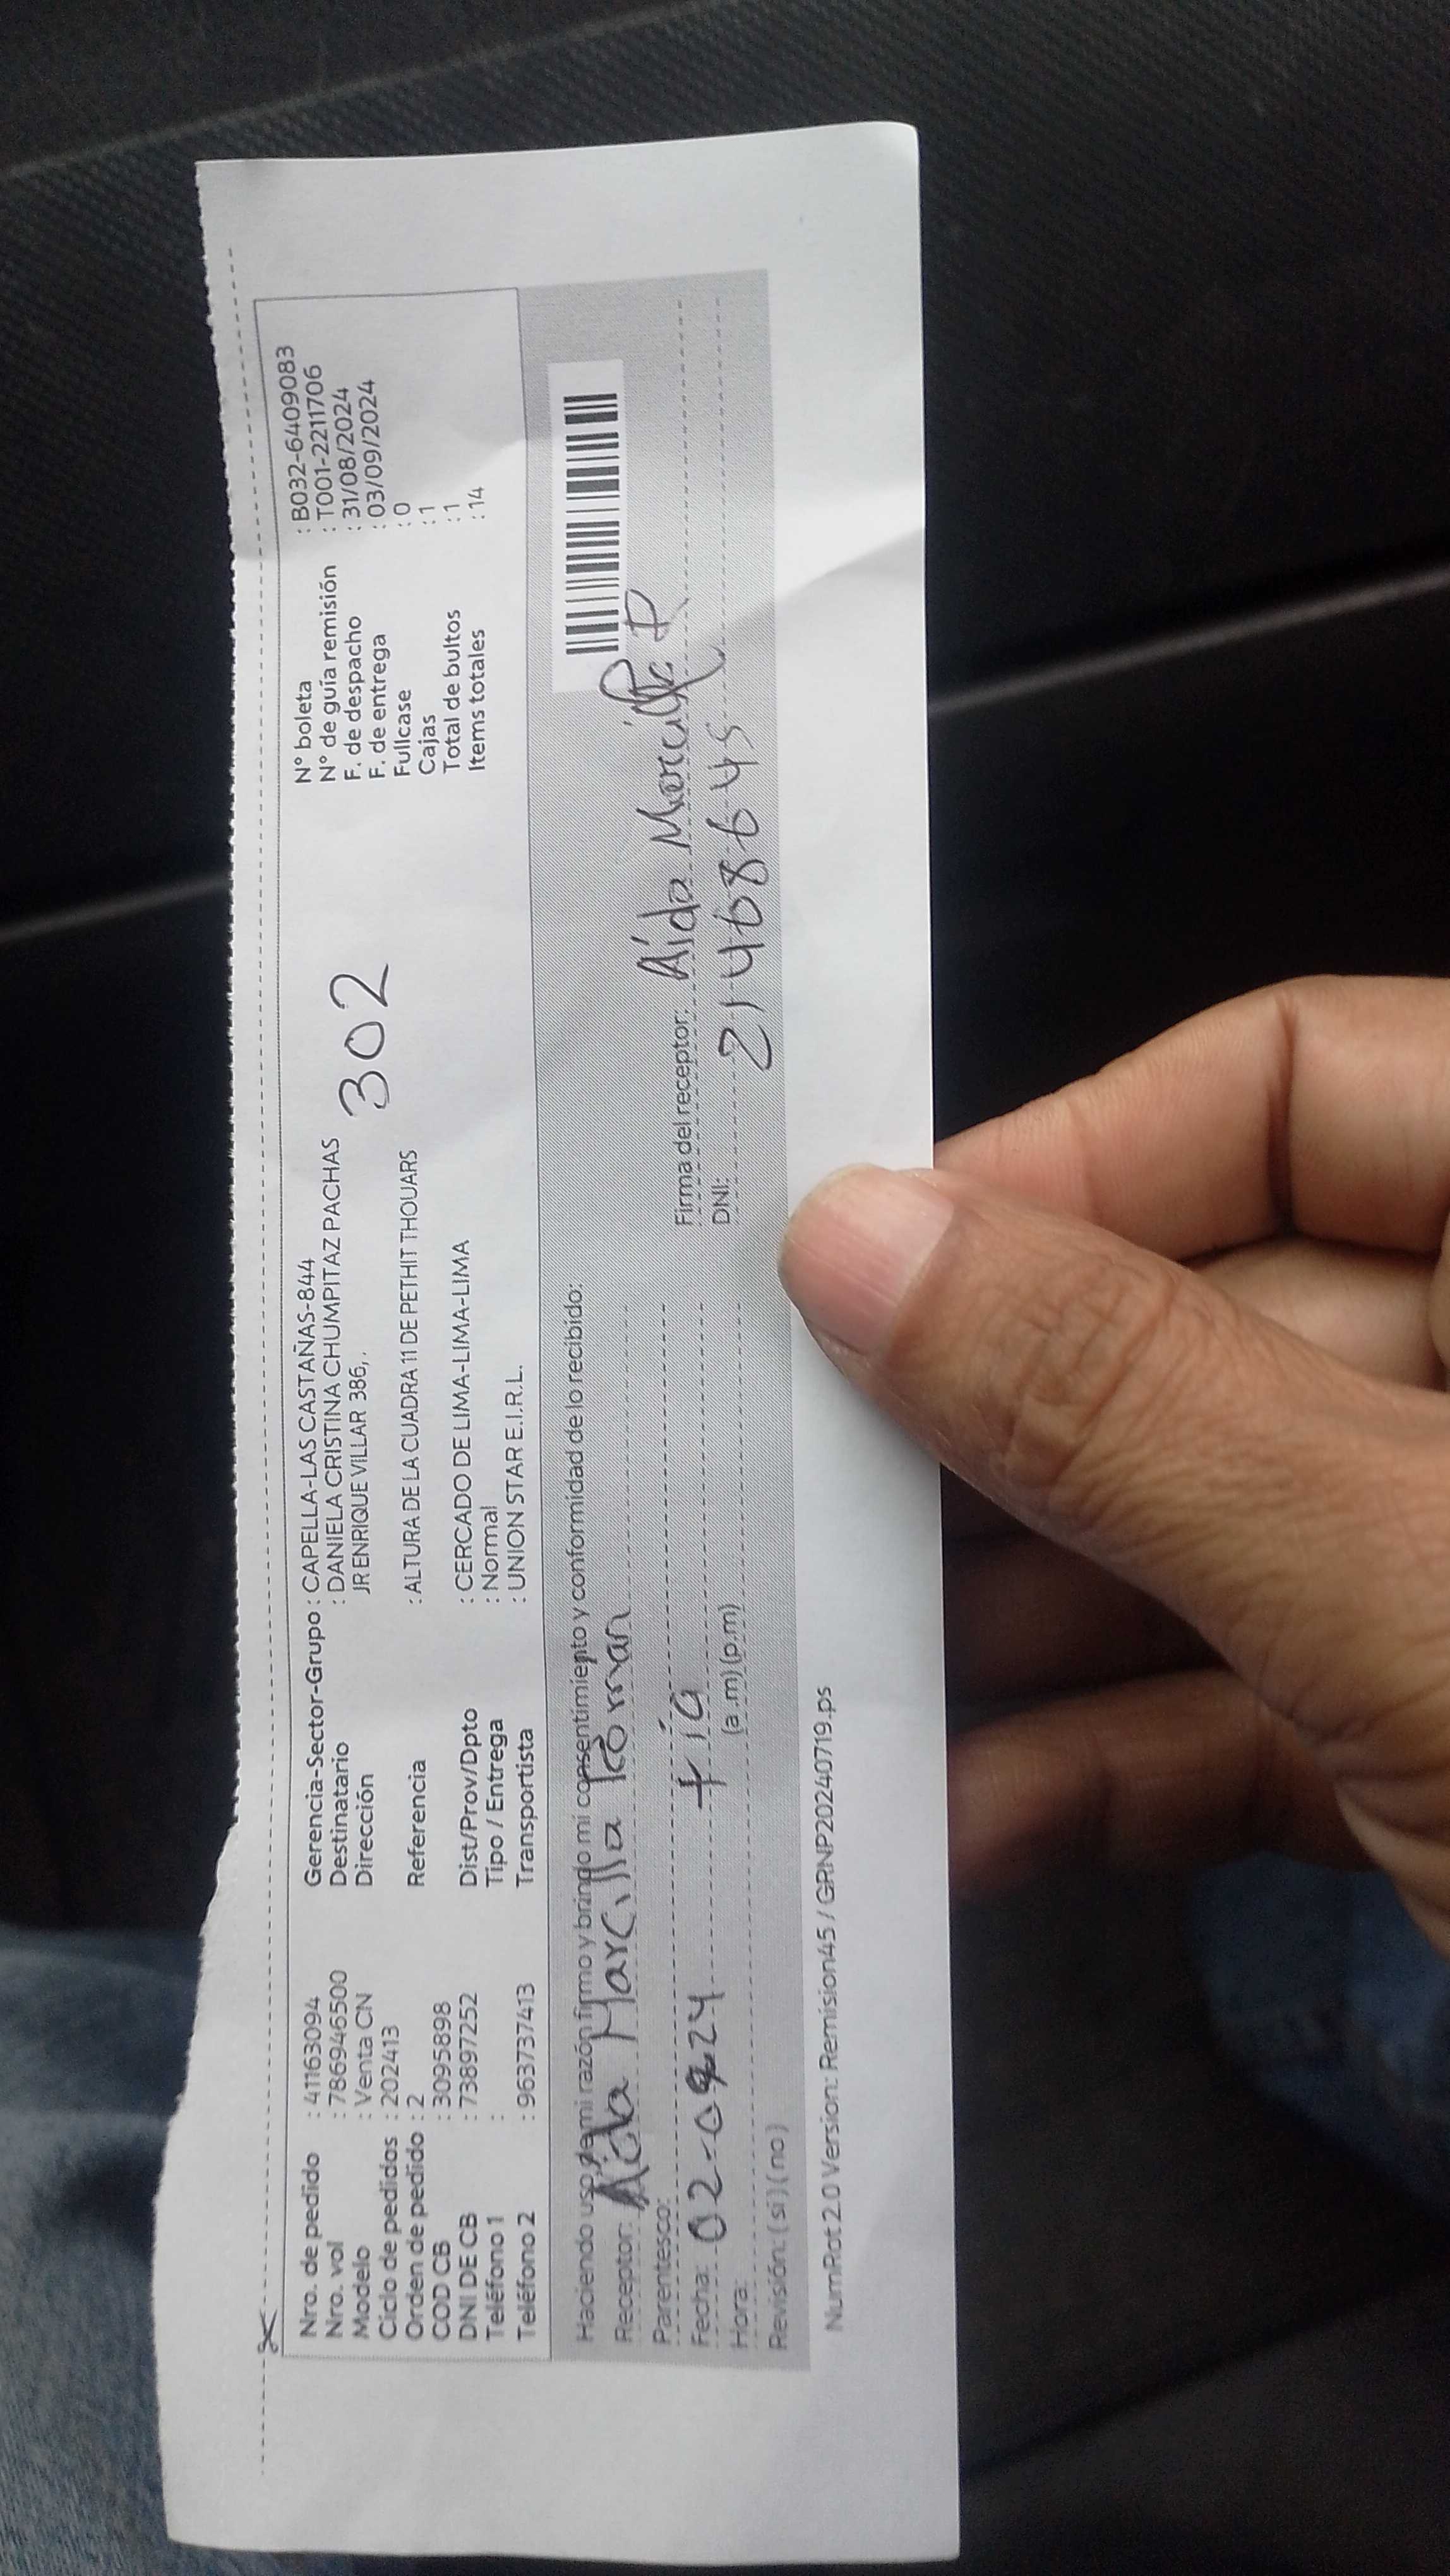 Nro. de pedido : 41163094
Nro. vol : 786946500
Modelo : Venta CN
Ciclo de pedidos : 202413
Orden de pedido : 2
COD CB : 3095898
DNI DE CB : 73897252
Teléfono 1 :
Teléfono 2 : 963737413
Gerencia-Sector-Grupo : CAPELLA-LAS CASTAÑAS-844
Destinatario : DANIELA CRISTINA CHUMPITAZ PACHAS
Dirección JR ENRIQUE VILLAR 386, .
302
Referencia : ALTURA DE LA CUADRA 11 DE PETHIT THOUARS
Dist/Prov/Dpto : CERCADO DE LIMA-LIMA-LIMA
Tipo / Entrega : Normal
Transportista : UNION STAR E.I.R.L.
N° boleta : B032-6409083
N° de guía remisión : T001-2211706
F. de despacho : 31/08/2024
F. de entrega : 03/09/2024
Fullcase : 0
Cajas : 1
Total de bultos : 1
Items totales : 14
Haciendo uso de mi razón firmo y brindo mi consentimiento y conformidad de lo recibido:
Receptor: Aída Marcilla Román
Parentesco: tía
Fecha: 02-09-24
Hora: (a.m) (p.m)
Revisión: ( si ) ( no )
Firma del receptor: Aída
DNI: 21468645
NumRot 2.0 Version: Remision45 / GRNP20240719.ps